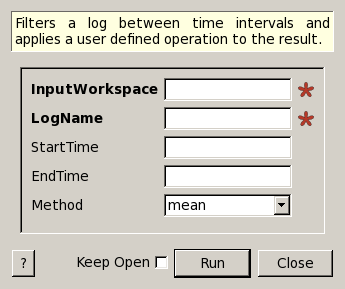 Filters a log between time intervals and
applies a user defined operation to the result.
InputWorkspace *
LogName *
StartTime
EndTime
Method mean
? Keep Open Run Close